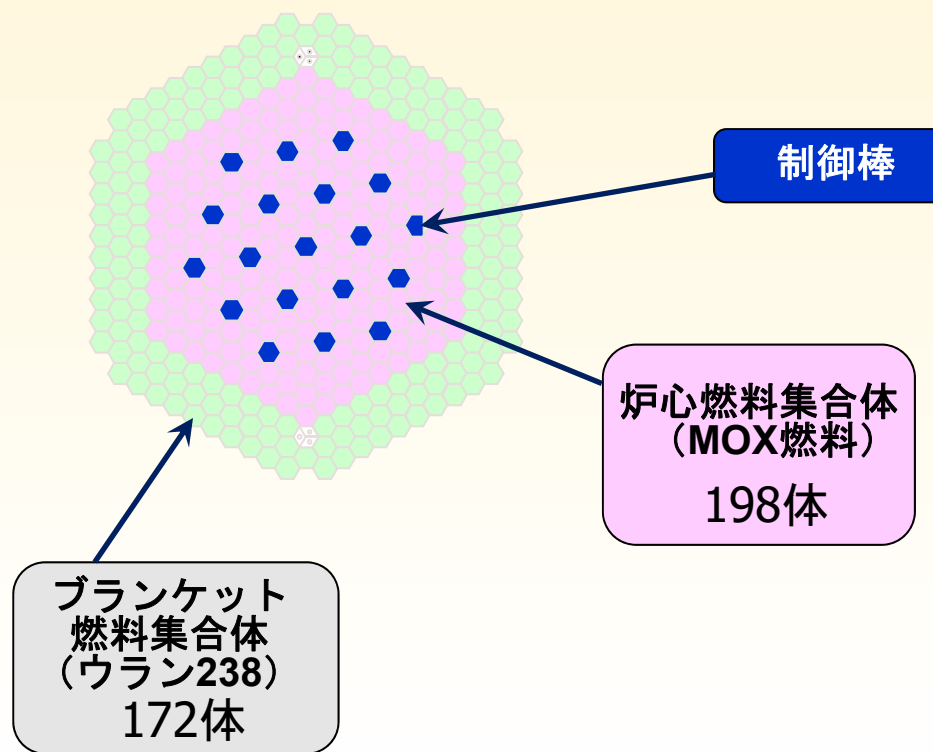 制御棒
炉心燃料集合体
（MOX燃料）
198体
ブランケット
燃料集合体
（ウラン238）
172体